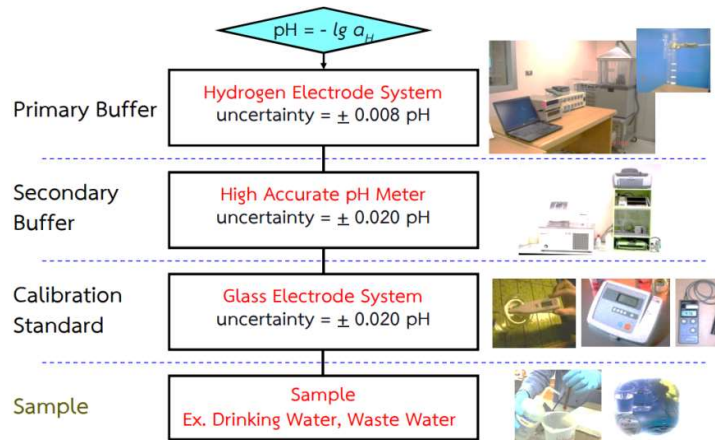 pH = - lg aH
Primary Buffer
Hydrogen Electrode System
uncertainty = ± 0.008 pH
Secondary
Buffer
High Accurate pH Meter
uncertainty = ± 0.020 pH
Calibration
Standard
Glass Electrode System
uncertainty = ± 0.020 pH
Sample
Sample
Ex. Drinking Water, Waste Water